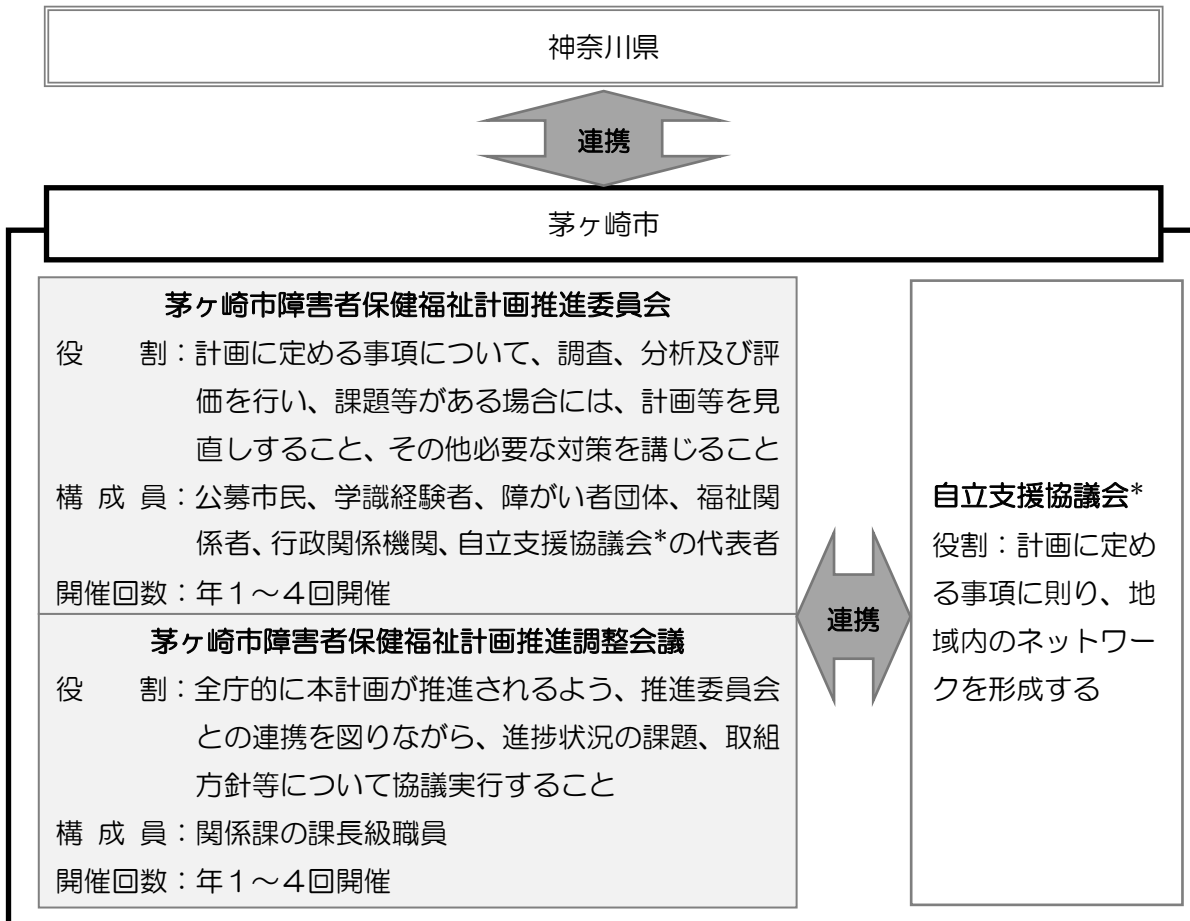 神奈川県
連携
茅ヶ崎市
茅ヶ崎市障害者保健福祉計画推進委員会
役　　割：計画に定める事項について、調査、分析及び評
価を行い、課題等がある場合には、計画等を見
直しすること、その他必要な対策を講じること
構 成 員：公募市民、学識経験者、障がい者団体、福祉関
係者、行政関係機関、自立支援協議会*の代表者
開催回数：年１～４回開催
茅ヶ崎市障害者保健福祉計画推進調整会議
役　　割：全庁的に本計画が推進されるよう、推進委員会
との連携を図りながら、進捗状況の課題、取組
方針等について協議実行すること
構 成 員：関係課の課長級職員
開催回数：年１～４回開催
連携
自立支援協議会*
役割：計画に定め
る事項に則り、地
域内のネットワー
クを形成する